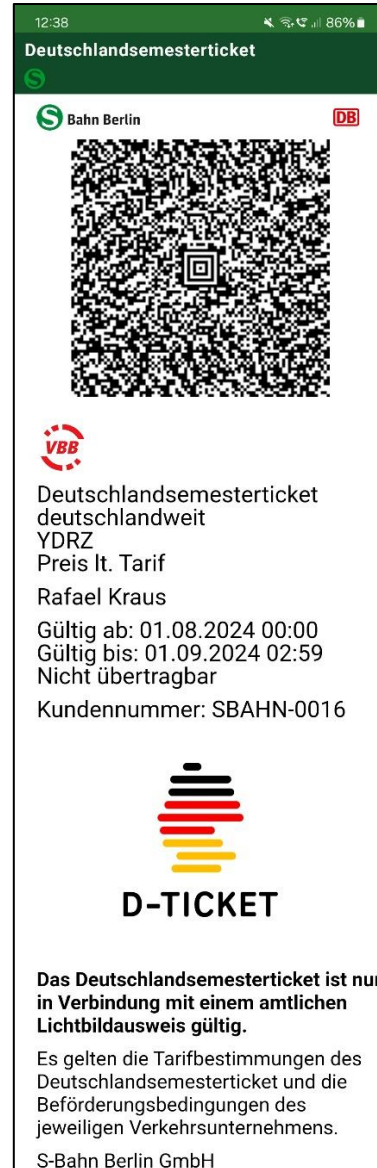 12:38
86%
Deutschlandsemesterticket
S
S Bahn Berlin
DB
VBB
Deutschlandsemesterticket
deutschlandweit
YDRZ
Preis lt. Tarif
Rafael Kraus
Gültig ab: 01.08.2024 00:00
Gültig bis: 01.09.2024 02:59
Nicht übertragbar
Kundennummer: SBAHN-0016
D-TICKET
Das Deutschlandsemesterticket ist nur
in Verbindung mit einem amtlichen
Lichtbildausweis gültig.
Es gelten die Tarifbestimmungen des
Deutschlandsemesterticket und die
Beförderungsbedingungen des
jeweiligen Verkehrsunternehmens.
S-Bahn Berlin GmbH